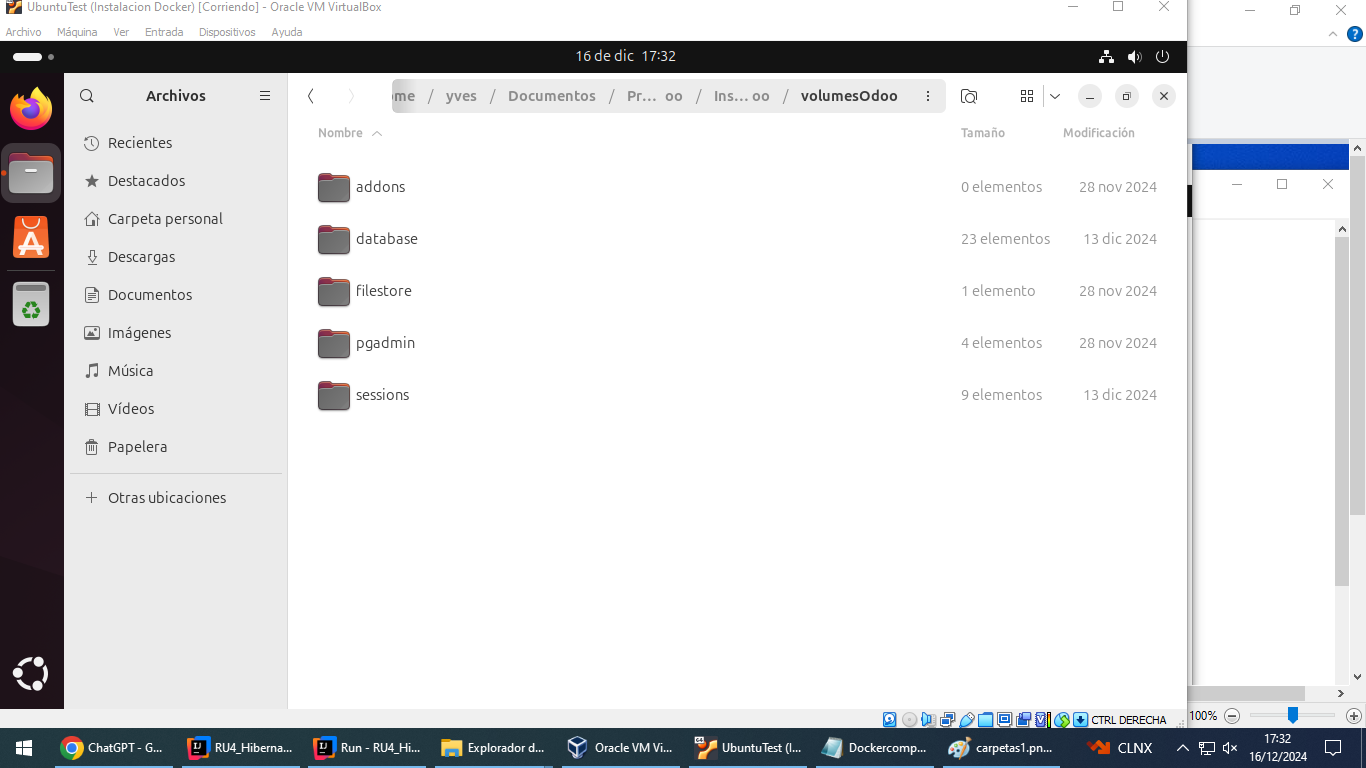 UbuntuTest (Instalacion Docker) [Corriendo] - Oracle VM VirtualBox
Archivo Máquina Ver Entrada Dispositivos Ayuda
16 de dic 17:32
Archivos
ome / yves / Documentos / Pr... oo / Ins... oo / volumesOdoo
Nombre Tamaño Modificación
Recientes
Destacados
Carpeta personal
Descargas
Documentos
Imágenes
Música
Vídeos
Papelera
Otras ubicaciones
addons 0 elementos 28 nov 2024
database 23 elementos 13 dic 2024
filestore 1 elemento 28 nov 2024
pgadmin 4 elementos 28 nov 2024
sessions 9 elementos 13 dic 2024
CTRL DERECHA
100%
ChatGPT - G... RU4_Hiberna... Run - RU4_Hi... Explorador d... Oracle VM Vi... UbuntuTest (I... Dockercomp... carpetas1.pn... CLNX
17:32
16/12/2024